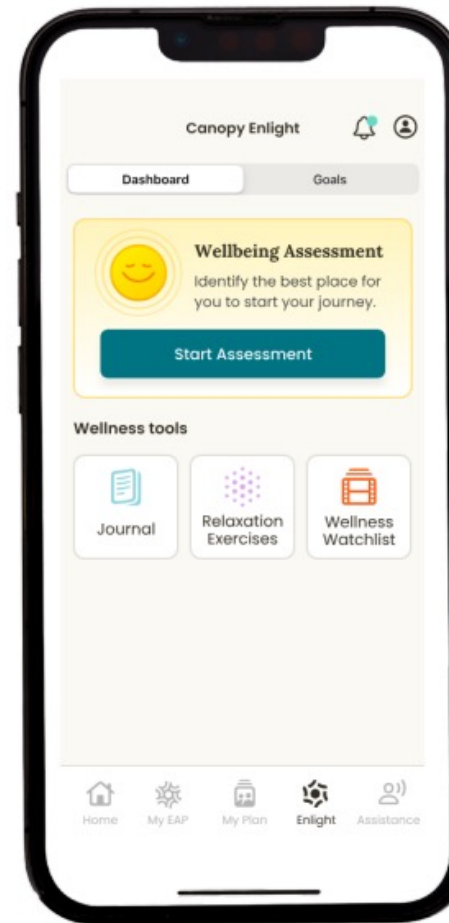 Canopy Enlight
Dashboard Goals
Wellbeing Assessment
Identify the best place for
you to start your journey.
Start Assessment
Wellness tools
Journal
Relaxation
Exercises
Wellness
Watchlist
Home My EAP My Plan Enlight Assistance